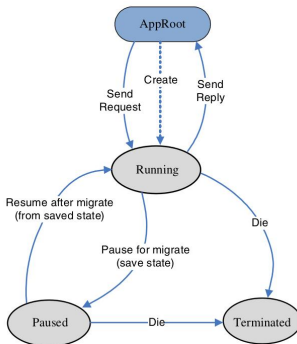 AppRoot
Create
Send
Request
Send
Reply
Running
Resume after migrate
(from saved state)
Pause for migrate
(save state)
Die
Paused
Die
Terminated